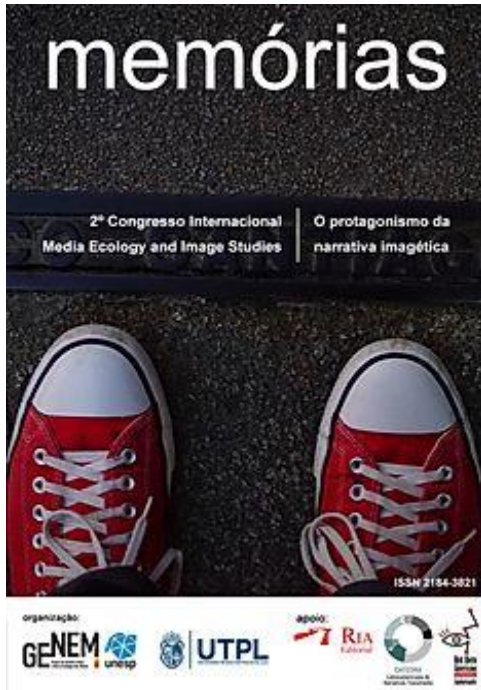 memórias
2º Congresso Internacional
Media Ecology and Image Studies
O protagonismo da
narrativa imagética
ISSN 2184-3821
organização:
GENEM
unesp
UTPL
apoio:
RIA
Editorial